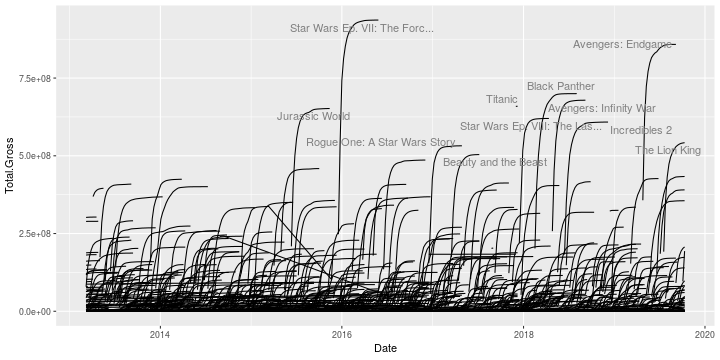 Star Wars Ep. VII: The Forc...
Avengers: Endgame
7.5e+08
Black Panther
Titanic
Avengers: Infinity War
Jurassic World
Star Wars Ep. VIII: The Las...
Incredibles 2
Rogue One: A Star Wars Story
The Lion King
5.0e+08
Beauty and the Beast
Total.Gross
2.5e+08
0.0e+00
2014 2016 2018 2020
Date